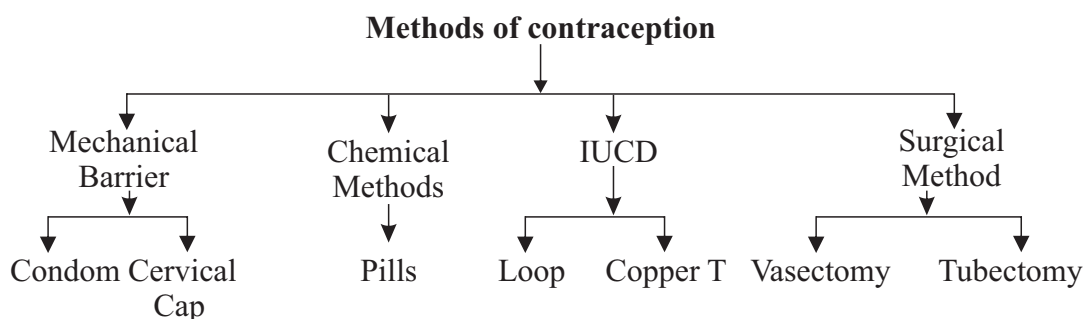 Methods of contraception
Mechanical Barrier
Chemical Methods
IUCD
Surgical Method
Condom
Cervical Cap
Pills
Loop
Copper T
Vasectomy
Tubectomy